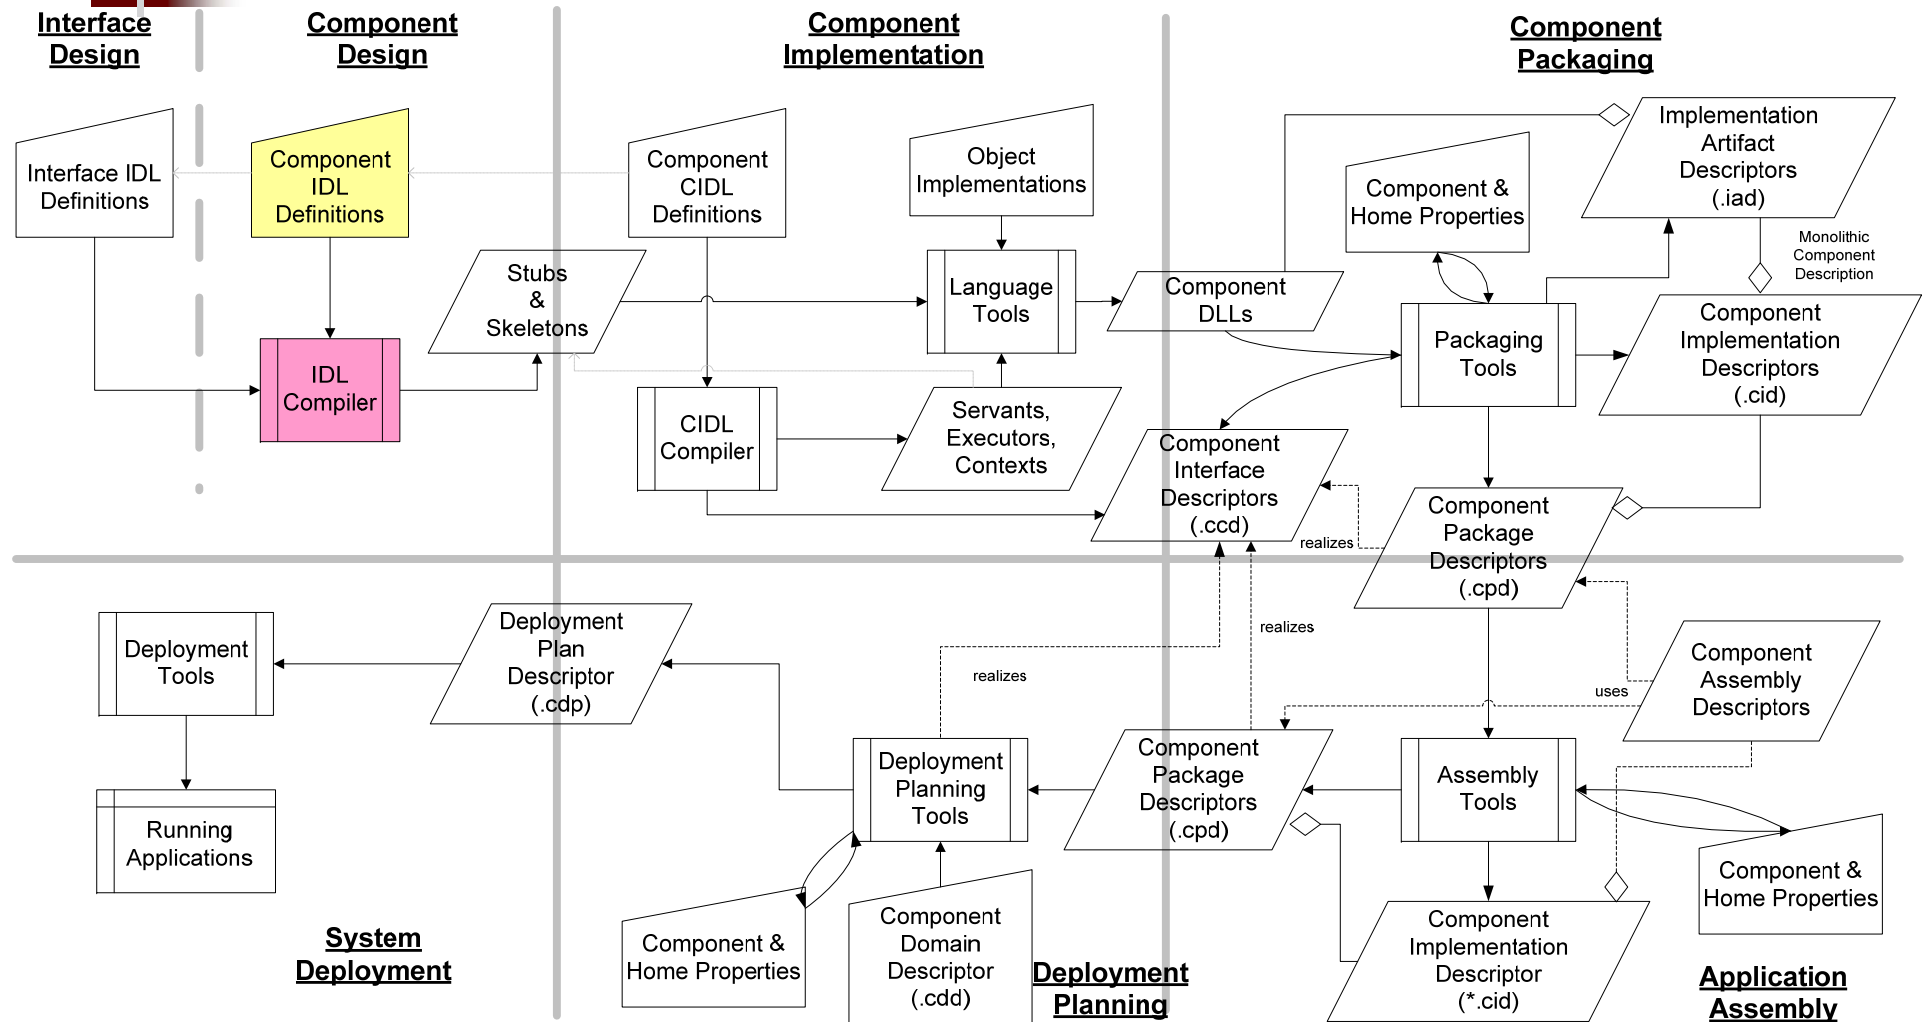 Interface
Design
Component
Design
Component
Implementation
Component
Packaging
Interface IDL
Definitions
Component
IDL
Definitions
Component
CIDL
Definitions
Object
Implementations
Component &
Home Properties
Implementation
Artifact
Descriptors
(.iad)
Monolithic
Component
Description
Stubs
&
Skeletons
Language
Tools
Component
DLLs
Packaging
Tools
Component
Implementation
Descriptors
(.cid)
IDL
Compiler
CIDL
Compiler
Servants,
Executors,
Contexts
Component
Interface
Descriptors
(.ccd)
realizes
Component
Package
Descriptors
(.cpd)
Deployment
Tools
Deployment
Plan
Descriptor
(.cdp)
realizes
realizes
uses
Component
Assembly
Descriptors
Running
Applications
Deployment
Planning
Tools
Component
Package
Descriptors
(.cpd)
Assembly
Tools
Component &
Home Properties
Component &
Home Properties
Component
Domain
Descriptor
(.cdd)
Component
Implementation
Descriptor
(*.cid)
System
Deployment
Deployment
Planning
Application
Assembly